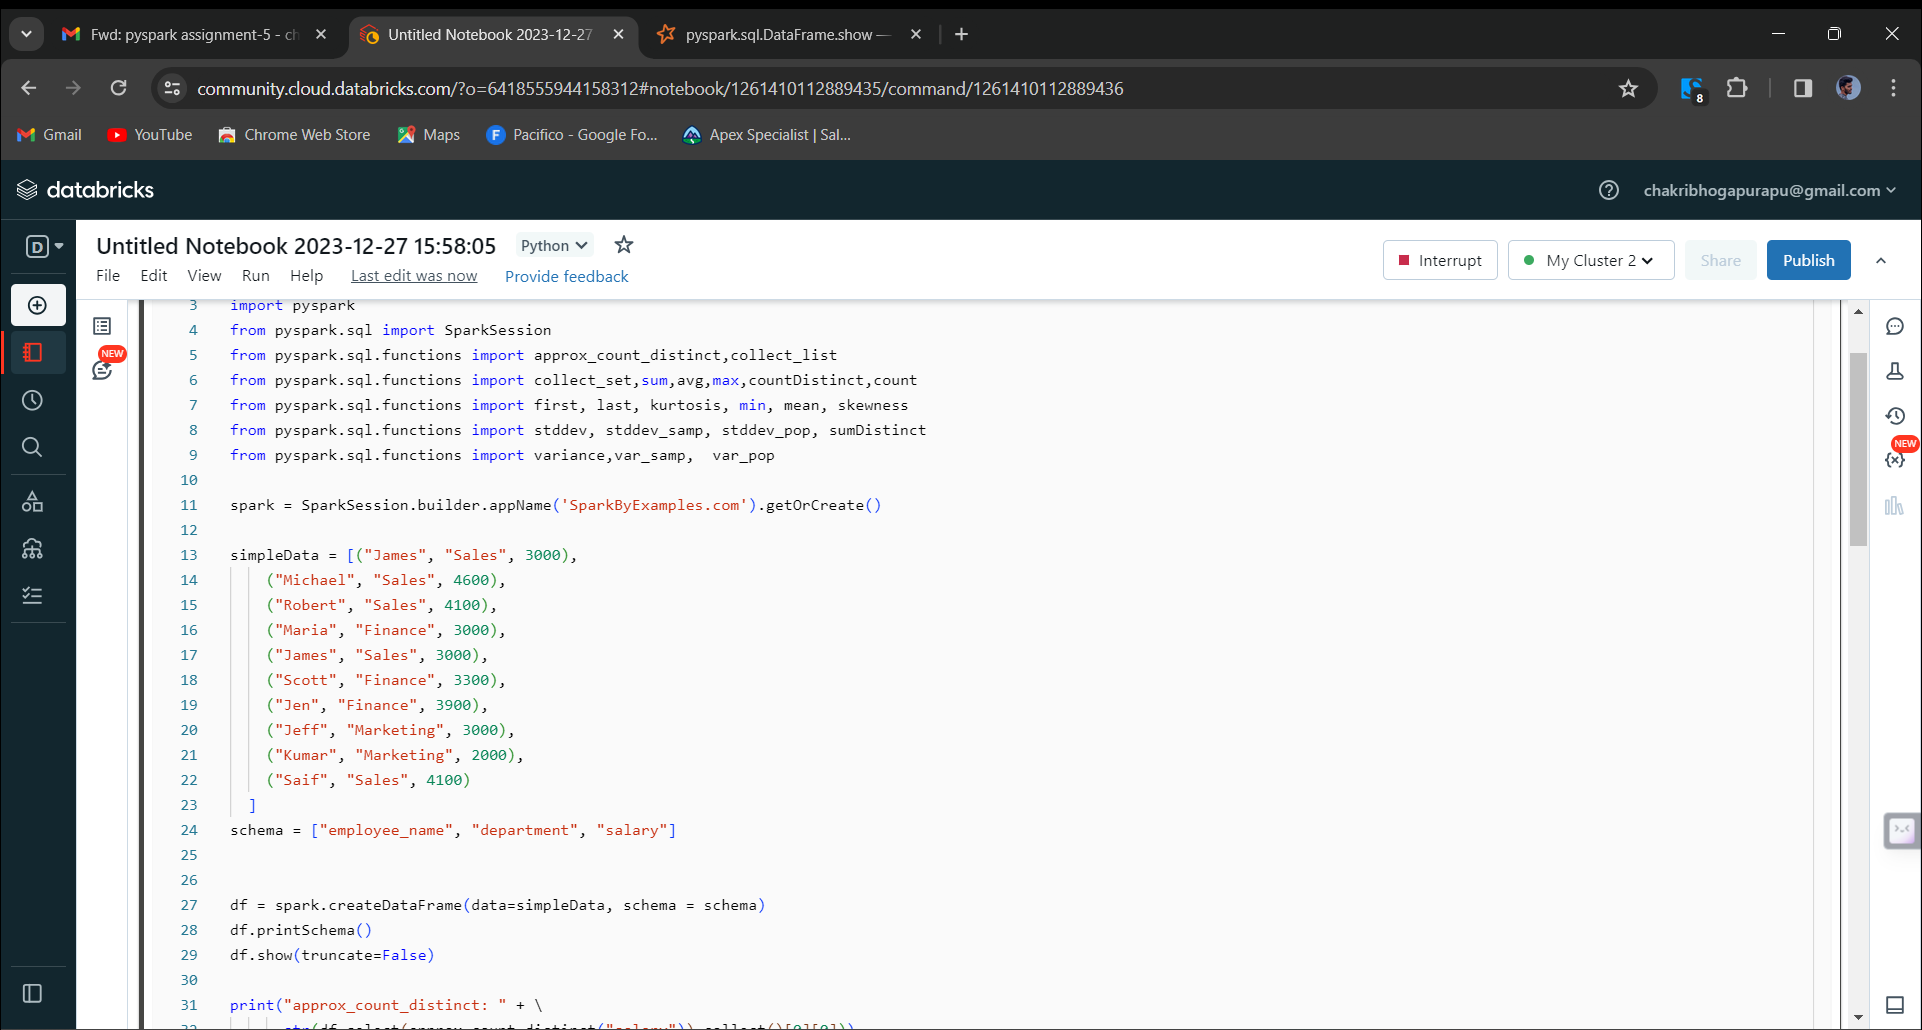 Fwd: pyspark assignment-5 - ch
Untitled Notebook 2023-12-27
pyspark.sql.DataFrame.show —
community.cloud.databricks.com/?o=6418555944158312#notebook/1261410112889435/command/1261410112889436
8
Gmail
YouTube
Chrome Web Store
Maps
F
Pacifico - Google Fo...
Apex Specialist | Sal...
databricks
chakribhogapurapu@gmail.com
D
Untitled Notebook 2023-12-27 15:58:05
Python
File Edit View Run Help Last edit was now Provide feedback
Interrupt
My Cluster 2
Share
Publish
NEW
NEW
3 import pyspark
4 from pyspark.sql import SparkSession
5 from pyspark.sql.functions import approx_count_distinct,collect_list
6 from pyspark.sql.functions import collect_set,sum,avg,max,countDistinct,count
7 from pyspark.sql.functions import first, last, kurtosis, min, mean, skewness
8 from pyspark.sql.functions import stddev, stddev_samp, stddev_pop, sumDistinct
9 from pyspark.sql.functions import variance,var_samp,  var_pop
10
11 spark = SparkSession.builder.appName('SparkByExamples.com').getOrCreate()
12
13 simpleData = [("James", "Sales", 3000),
14 ("Michael", "Sales", 4600),
15 ("Robert", "Sales", 4100),
16 ("Maria", "Finance", 3000),
17 ("James", "Sales", 3000),
18 ("Scott", "Finance", 3300),
19 ("Jen", "Finance", 3900),
20 ("Jeff", "Marketing", 3000),
21 ("Kumar", "Marketing", 2000),
22 ("Saif", "Sales", 4100)
23 ]
24 schema = ["employee_name", "department", "salary"]
25
26
27 df = spark.createDataFrame(data=simpleData, schema = schema)
28 df.printSchema()
29 df.show(truncate=False)
30
31 print("approx_count_distinct: " + \
32 str(df.select(approx_count_distinct("salary")).collect()[0][0]))